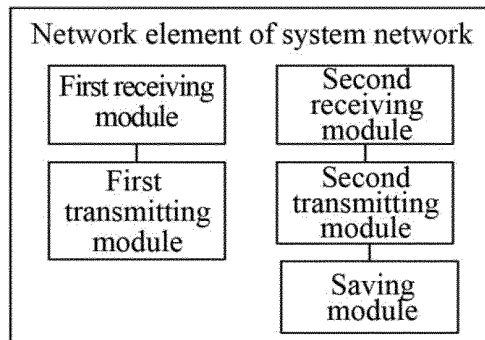 Network element of system network
First receiving
module
First
transmitting
module
Second
receiving
module
Second
transmitting
module
Saving
module